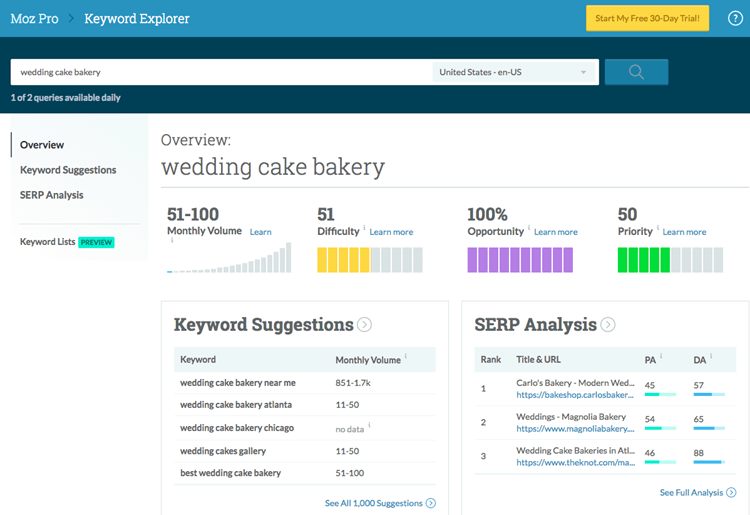 Moz Pro > Keyword Explorer
Start My Free 30-Day Trial!
?
wedding cake bakery
United States - en-US
1 of 2 queries available daily
Overview
Keyword Suggestions
SERP Analysis
Keyword Lists PREVIEW
Overview:
wedding cake bakery
51-100
Monthly Volume i Learn
51
Difficulty i Learn more
100%
Opportunity i Learn more
50
Priority i Learn more
Keyword Suggestions
Keyword Monthly Volume i
wedding cake bakery near me 851-1.7k
wedding cake bakery atlanta 11-50
wedding cake bakery chicago no data i
wedding cakes gallery 11-50
best wedding cake bakery 51-100
See All 1,000 Suggestions
SERP Analysis
Rank Title & URL PA i DA i
1 Carlo's Bakery - Modern Wed... 45 57
https://bakeshop.carlosbaker...
2 Weddings - Magnolia Bakery 54 65
https://www.magnoliabakery....
3 Wedding Cake Bakeries in Atl... 46 88
https://www.theknot.com/ma...
See Full Analysis